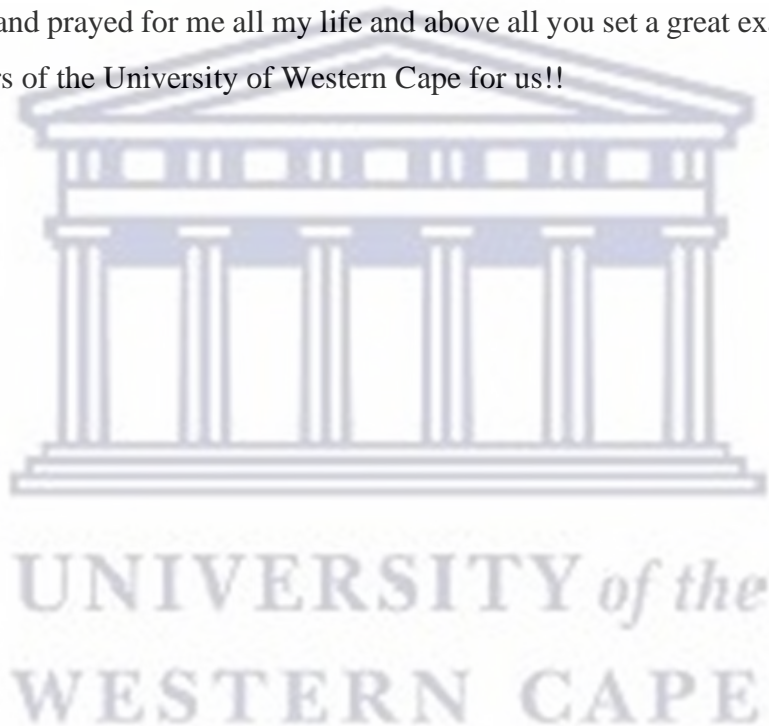 and prayed for me all my life and above all you set a great
rs of the University of Western Cape for us!!
UNIVERSITY of the
WESTERN CAPE